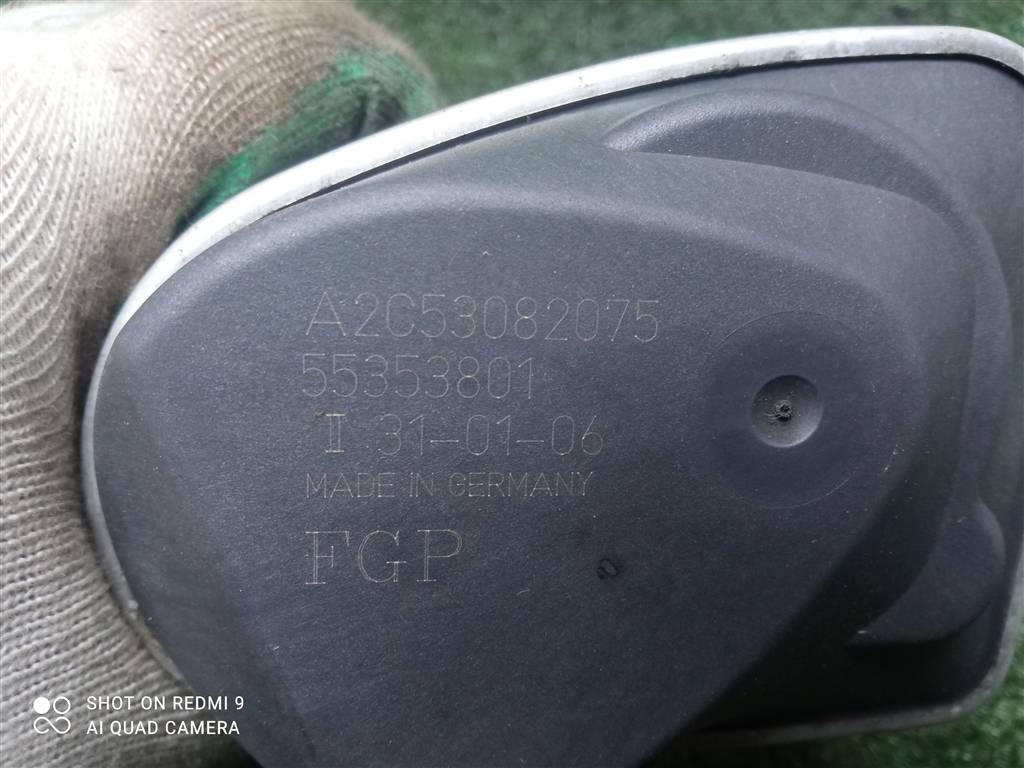 A2C53082075
55353801
II 31-01-06
MADE IN GERMANY
FGP
SHOT ON REDMI 9
AI QUAD CAMERA